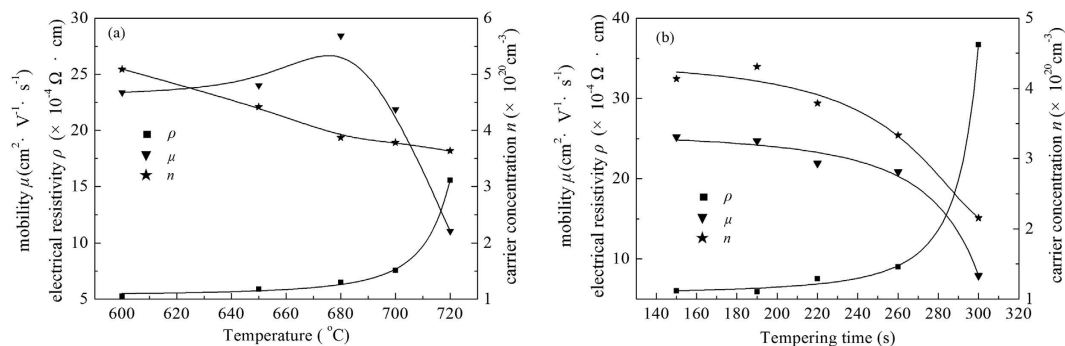 (a)
mobility μ(cm²· V⁻¹· s⁻¹)
electrical resistivity ρ (× 10⁻⁴ Ω · cm)
30
25
20
15
10
5
ρ
μ
n
600 620 640 660 680 700 720
Temperature ( °C)
6
5
4
3
2
1
carrier concentration n (× 10²⁰ cm⁻³)
(b)
mobility μ(cm²· V⁻¹· s⁻¹)
electrical resistivity ρ (× 10⁻⁴ Ω · cm)
40
30
20
10
ρ
μ
n
140 160 180 200 220 240 260 280 300 320
Tempering time (s)
5
4
3
2
1
carrier concentration n (× 10²⁰ cm⁻³)